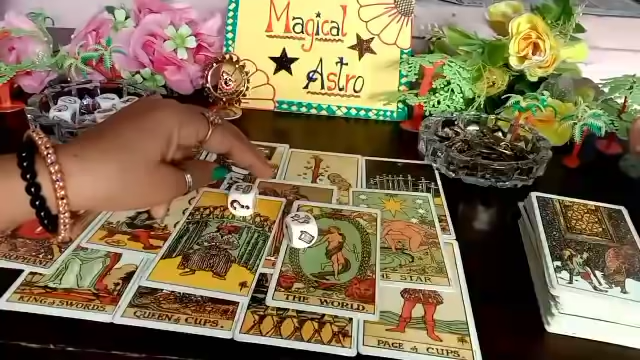 Magical
Astro
THE STAR
THE WORLD.
KING of SWORDS.
QUEEN of CUPS.
PAGE of CUPS.